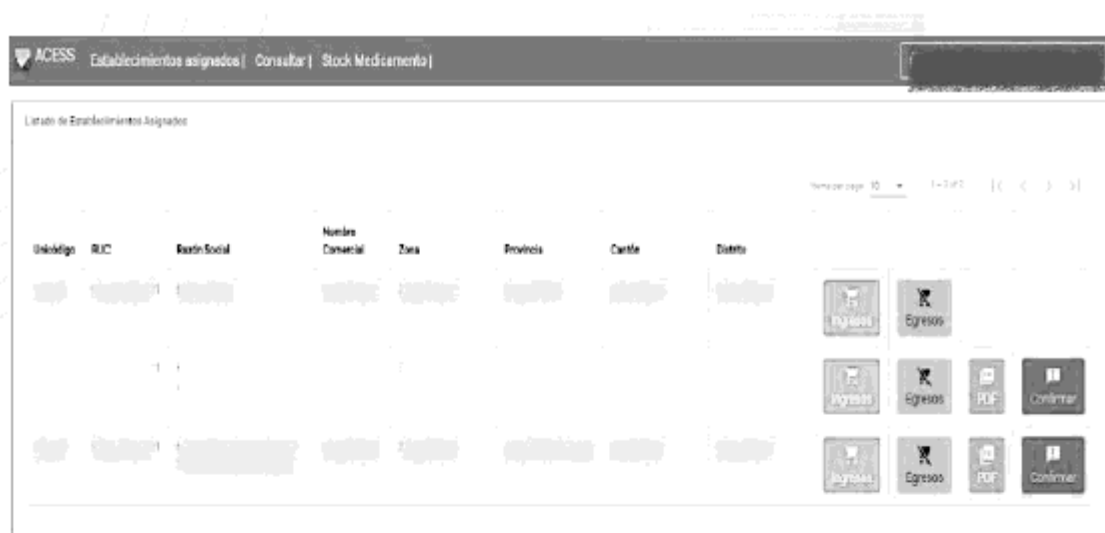 ACESS Establecimientos asignados | Consultar | Stock Medicamento |
Listado de Establecimientos Asignados
Items per page 10
Nombre
Unicódigo RUC Razón Social Comercial Zona Provincia Cantón Distrito
Ingresos Egresos
Ingresos Egresos PDF Confirmar
Ingresos Egresos PDF Confirmar